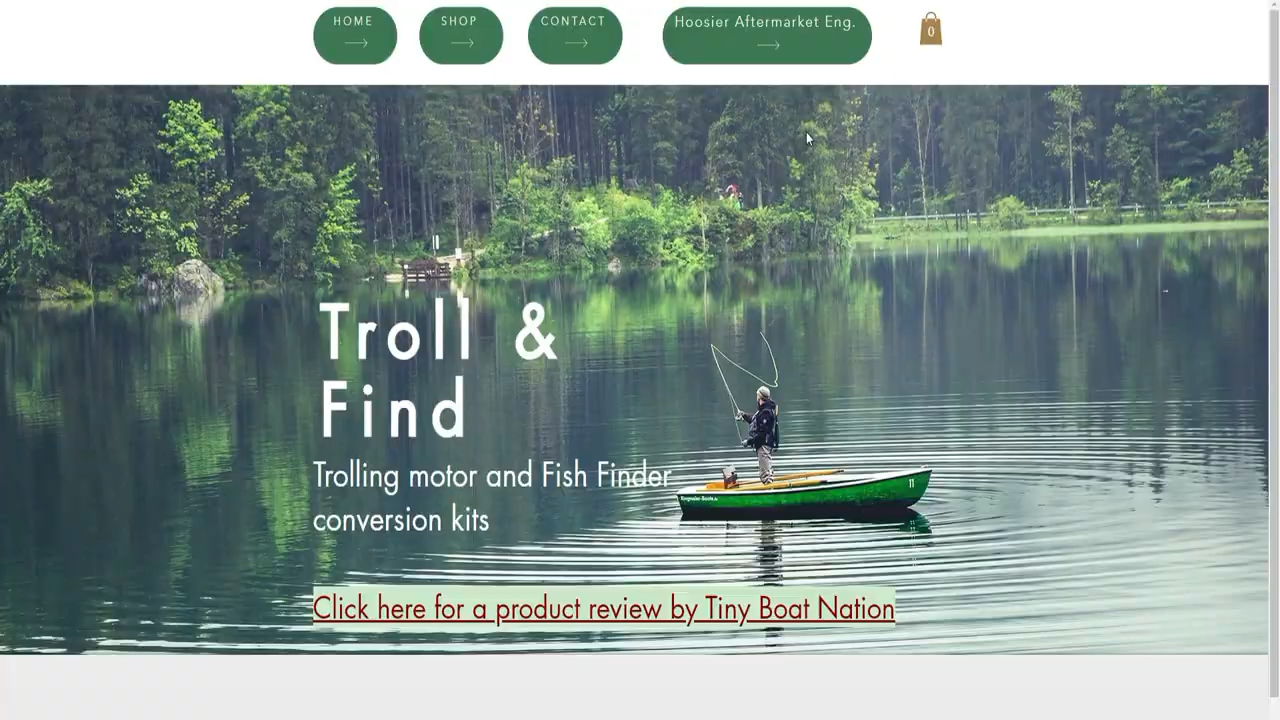 HOME
SHOP
CONTACT
Hoosier Aftermarket Eng.
0
Troll &
Find
11
Trolling motor and Fish Finder
conversion kits
Click here for a product review by Tiny Boat Nation